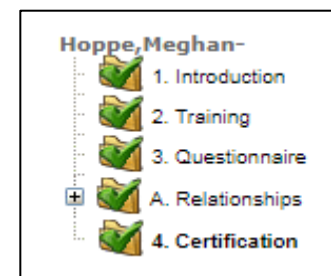 Hoppe,Meghan-
1. Introduction
2. Training
3. Questionnaire
A. Relationships
4. Certification